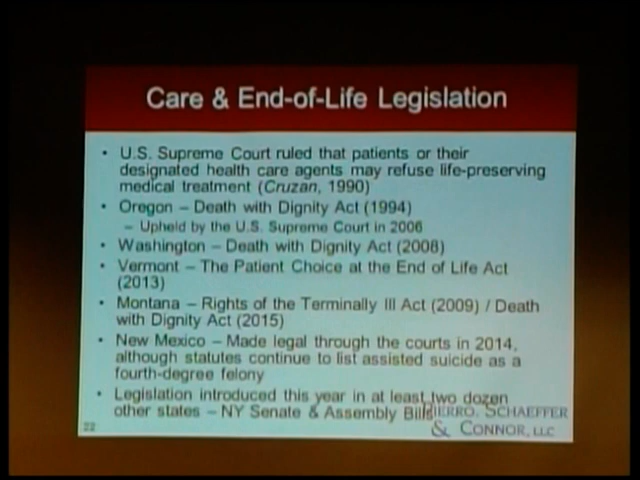 Care & End-of-Life Legislation
• U.S. Supreme Court ruled that patients or their
designated health care agents may refuse life-preserving
medical treatment (Cruzan, 1990)
• Oregon – Death with Dignity Act (1994)
– Upheld by the U.S. Supreme Court in 2006
• Washington – Death with Dignity Act (2008)
• Vermont – The Patient Choice at the End of Life Act
(2013)
• Montana – Rights of the Terminally Ill Act (2009) / Death
with Dignity Act (2015)
• New Mexico – Made legal through the courts in 2014,
although statutes continue to list assisted suicide as a
fourth-degree felony
• Legislation introduced this year in at least two dozen
other states – NY Senate & Assembly Bills
PIERRO, SCHAEFFER
& CONNOR, LLC
22